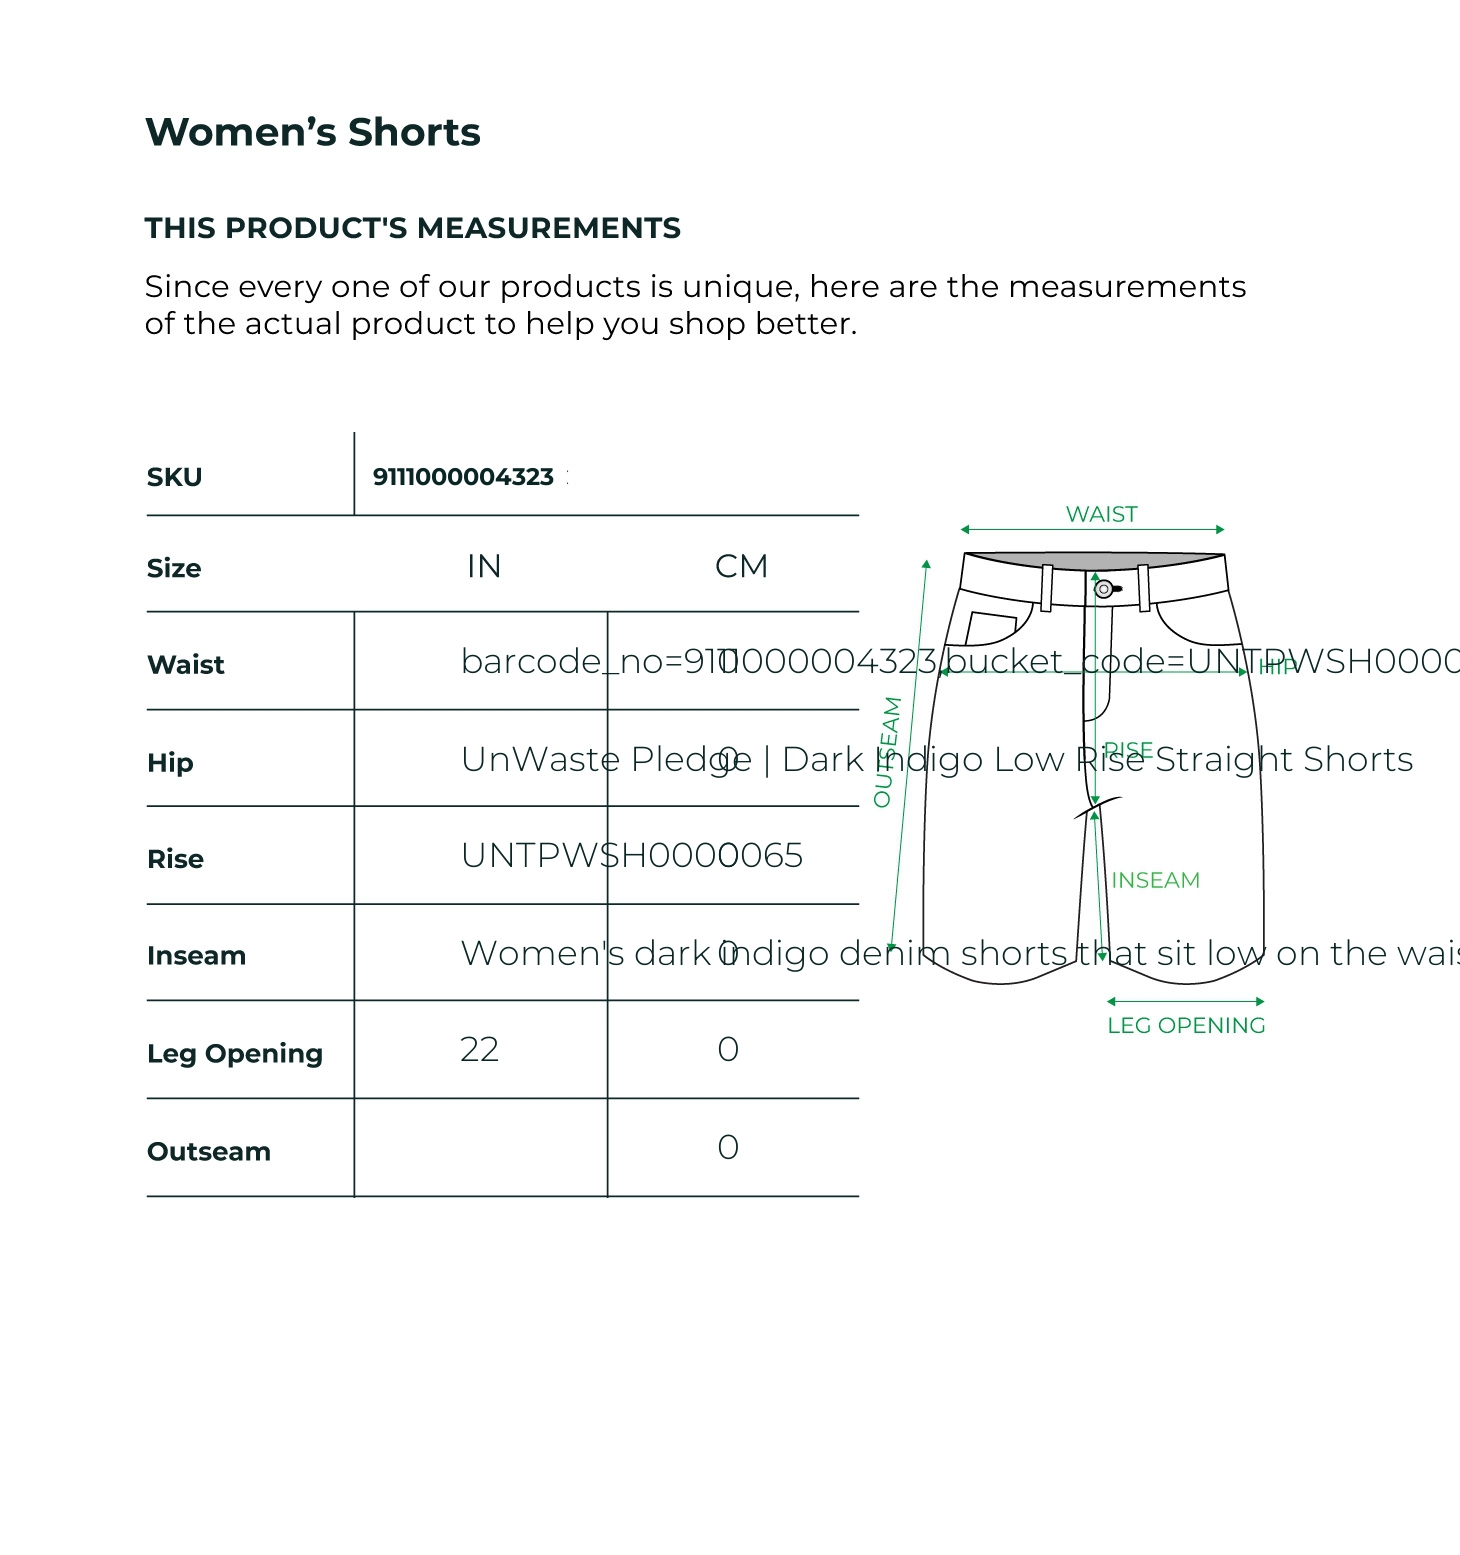 Women’s Shorts
THIS PRODUCT'S MEASUREMENTS
Since every one of our products is unique, here are the measurements
of the actual product to help you shop better.
SKU 9111000004323
Size IN CM
WAIST
Waist barcode_no=9111000004323,bucket_code=UNTPWSH0000 0
HIP
OUTSEAM
RISE
Hip UnWaste Pledge | Dark Indigo Low Rise Straight Shorts 0
Rise UNTPWSH0000065 0
INSEAM
Inseam Women's dark indigo denim shorts that sit low on the 0
LEG OPENING
Leg Opening 22 0
Outseam 0